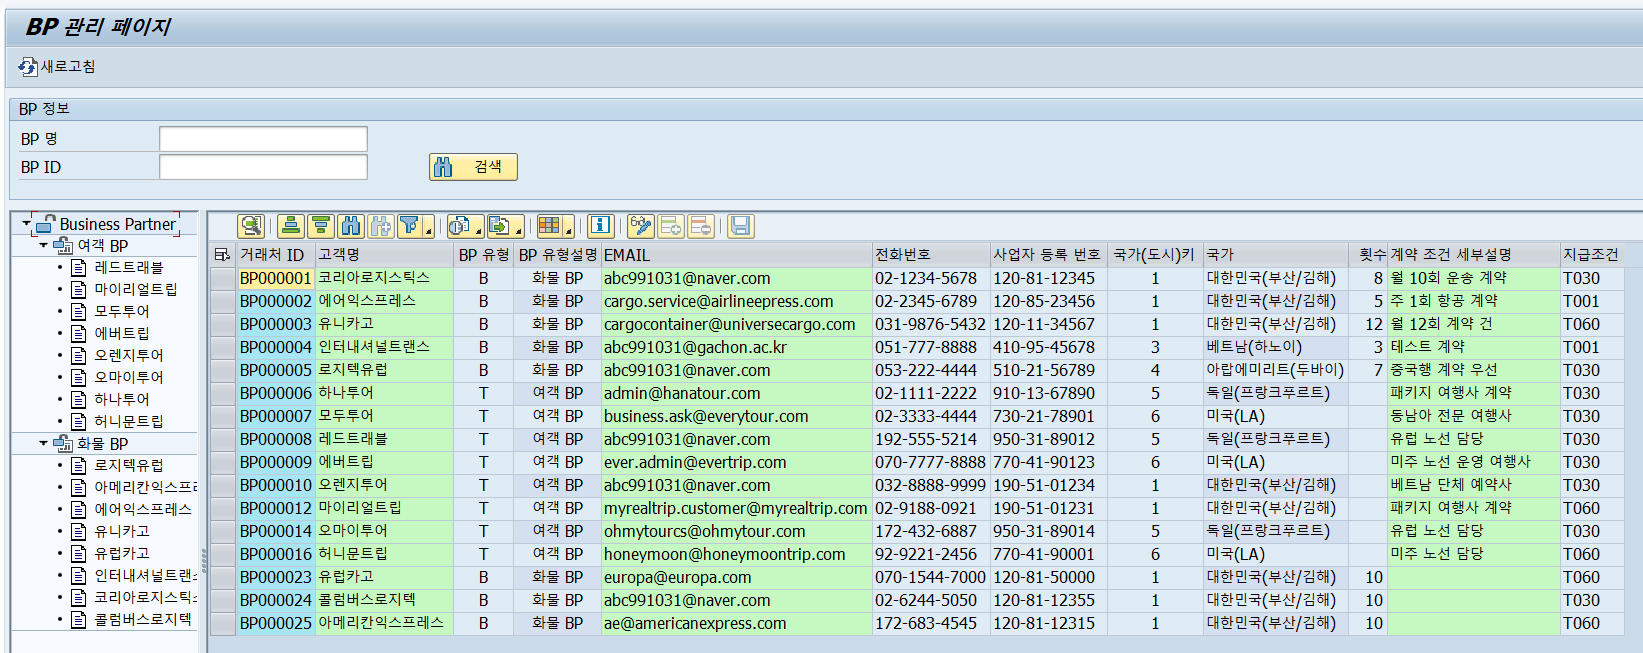 BP 관리 페이지
새로고침
BP 정보
BP 명
BP ID
검색
Business Partner
여객 BP
레드트래블
마이리얼트립
모두투어
에버트립
오렌지투어
오마이투어
하나투어
허니문트립
화물 BP
로지텍유럽
아메리칸익스프레
에어익스프레스
유니카고
유럽카고
인터내셔널트랜스
코리아로지스틱스
콜럼버스로지텍
거래처 ID 고객명 BP 유형 BP 유형설명 EMAIL 전화번호 사업자 등록 번호 국가(도시)키 국가 횟수 계약 조건 세부설명 지급조건
BP000001 코리아로지스틱스 B 화물 BP abc991031@naver.com 02-1234-5678 120-81-12345 1 대한민국(부산/김해) 8 월 10회 운송 계약 T030
BP000002 에어익스프레스 B 화물 BP cargo.service@airlineepress.com 02-2345-6789 120-85-23456 1 대한민국(부산/김해) 5 주 1회 항공 계약 T001
BP000003 유니카고 B 화물 BP cargocontainer@universecargo.com 031-9876-5432 120-11-34567 1 대한민국(부산/김해) 12 월 12회 계약 건 T060
BP000004 인터내셔널트랜스 B 화물 BP abc991031@gachon.ac.kr 051-777-8888 410-95-45678 3 베트남(하노이) 3 테스트 계약 T001
BP000005 로지텍유럽 B 화물 BP abc991031@naver.com 053-222-4444 510-21-56789 4 아랍에미리트(두바이) 7 중국행 계약 우선 T030
BP000006 하나투어 T 여객 BP admin@hanatour.com 02-1111-2222 910-13-67890 5 독일(프랑크푸르트) 패키지 여행사 계약 T030
BP000007 모두투어 T 여객 BP business.ask@everytour.com 02-3333-4444 730-21-78901 6 미국(LA) 동남아 전문 여행사 T030
BP000008 레드트래블 T 여객 BP abc991031@naver.com 192-555-5214 950-31-89012 5 독일(프랑크푸르트) 유럽 노선 담당 T030
BP000009 에버트립 T 여객 BP ever.admin@evertrip.com 070-7777-8888 770-41-90123 6 미국(LA) 미주 노선 운영 여행사 T030
BP000010 오렌지투어 T 여객 BP abc991031@naver.com 032-8888-9999 190-51-01234 1 대한민국(부산/김해) 베트남 단체 예약사 T030
BP000012 마이리얼트립 T 여객 BP myrealtrip.customer@myrealtrip.com 02-9188-0921 190-51-01231 1 대한민국(부산/김해) 패키지 여행사 계약 T060
BP000014 오마이투어 T 여객 BP ohmytourcs@ohmytour.com 172-432-6887 950-31-89014 5 독일(프랑크푸르트) 유럽 노선 담당 T030
BP000016 허니문트립 T 여객 BP honeymoon@honeymoontrip.com 92-9221-2456 770-41-90001 6 미국(LA) 미주 노선 담당 T060
BP000023 유럽카고 B 화물 BP europa@europa.com 070-1544-7000 120-81-50000 1 대한민국(부산/김해) 10 T060
BP000024 콜럼버스로지텍 B 화물 BP abc991031@naver.com 02-6244-5050 120-81-12355 1 대한민국(부산/김해) 10 T030
BP000025 아메리칸익스프레스 B 화물 BP ae@americanexpress.com 172-683-4545 120-81-12315 1 대한민국(부산/김해) 10 T060